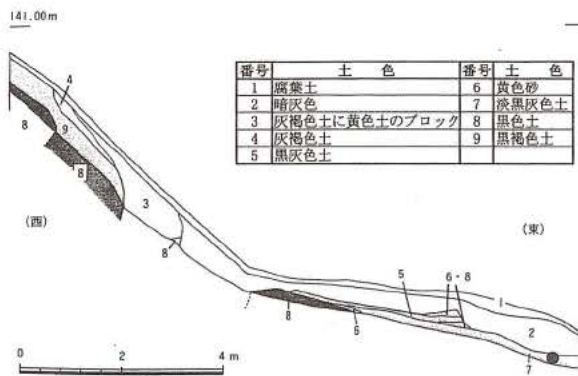 141.00m
番号 土色 番号 土色
1 腐葉土 6 黄色砂
2 暗灰色 7 淡黒灰色土
3 灰褐色土に黄色土のブロック 8 黒色土
4 灰褐色土 9 黒褐色土
5 黒灰色土
4
8
9
8
3
(西)
8
(東)
5
6・8
1
2
8
6
7
0 2 4m